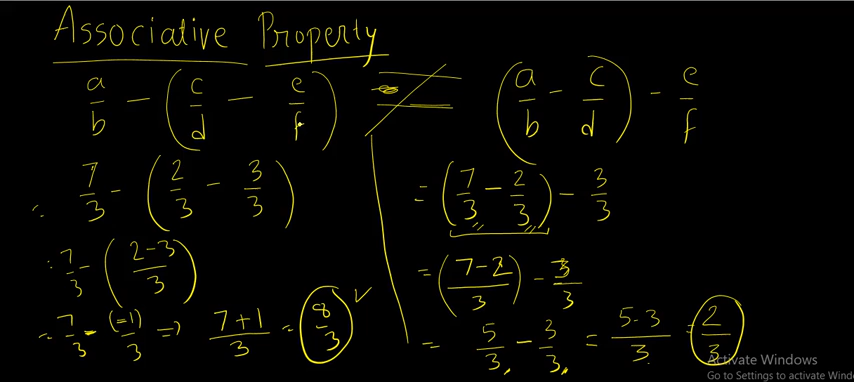 Associative Property
a/b - (c/d - e/f) ≠ (a/b - c/d) - e/f
∴ 7/3 - (2/3 - 3/3)
: 7/3 - ((2-3)/3)
= 7/3 - (-1)/3 => (7+1)/3 = 8/3 ✓
= (7/3 - 2/3) - 3/3
= ((7-2)/3) - 3/3
= 5/3 - 3/3 = (5-3)/3 = 2/3
Activate Windows
Go to Settings to activate Windo